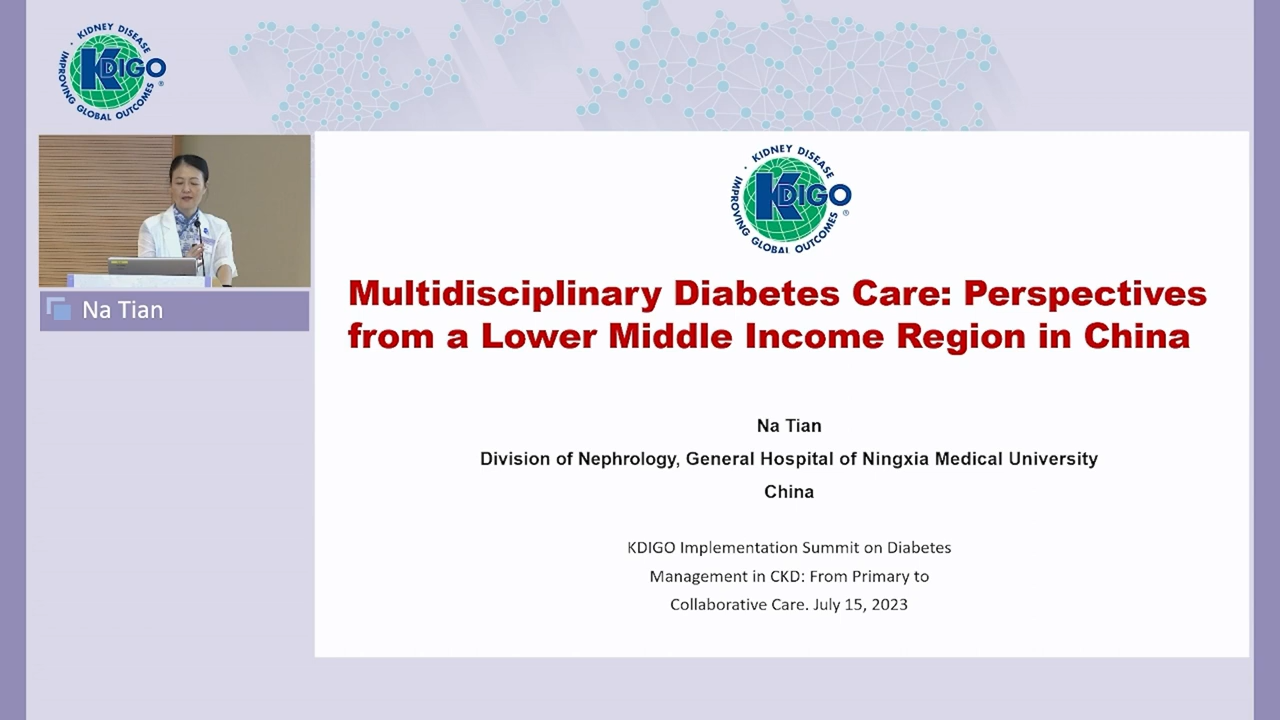 KIDNEY DISEASE
KDIGO
®
IMPROVING GLOBAL OUTCOMES
Na Tian
KIDNEY DISEASE
KDIGO
®
IMPROVING GLOBAL OUTCOMES
Multidisciplinary Diabetes Care: Perspectives
from a Lower Middle Income Region in China
Na Tian
Division of Nephrology, General Hospital of Ningxia Medical University
China
KDIGO Implementation Summit on Diabetes
Management in CKD: From Primary to
Collaborative Care. July 15, 2023